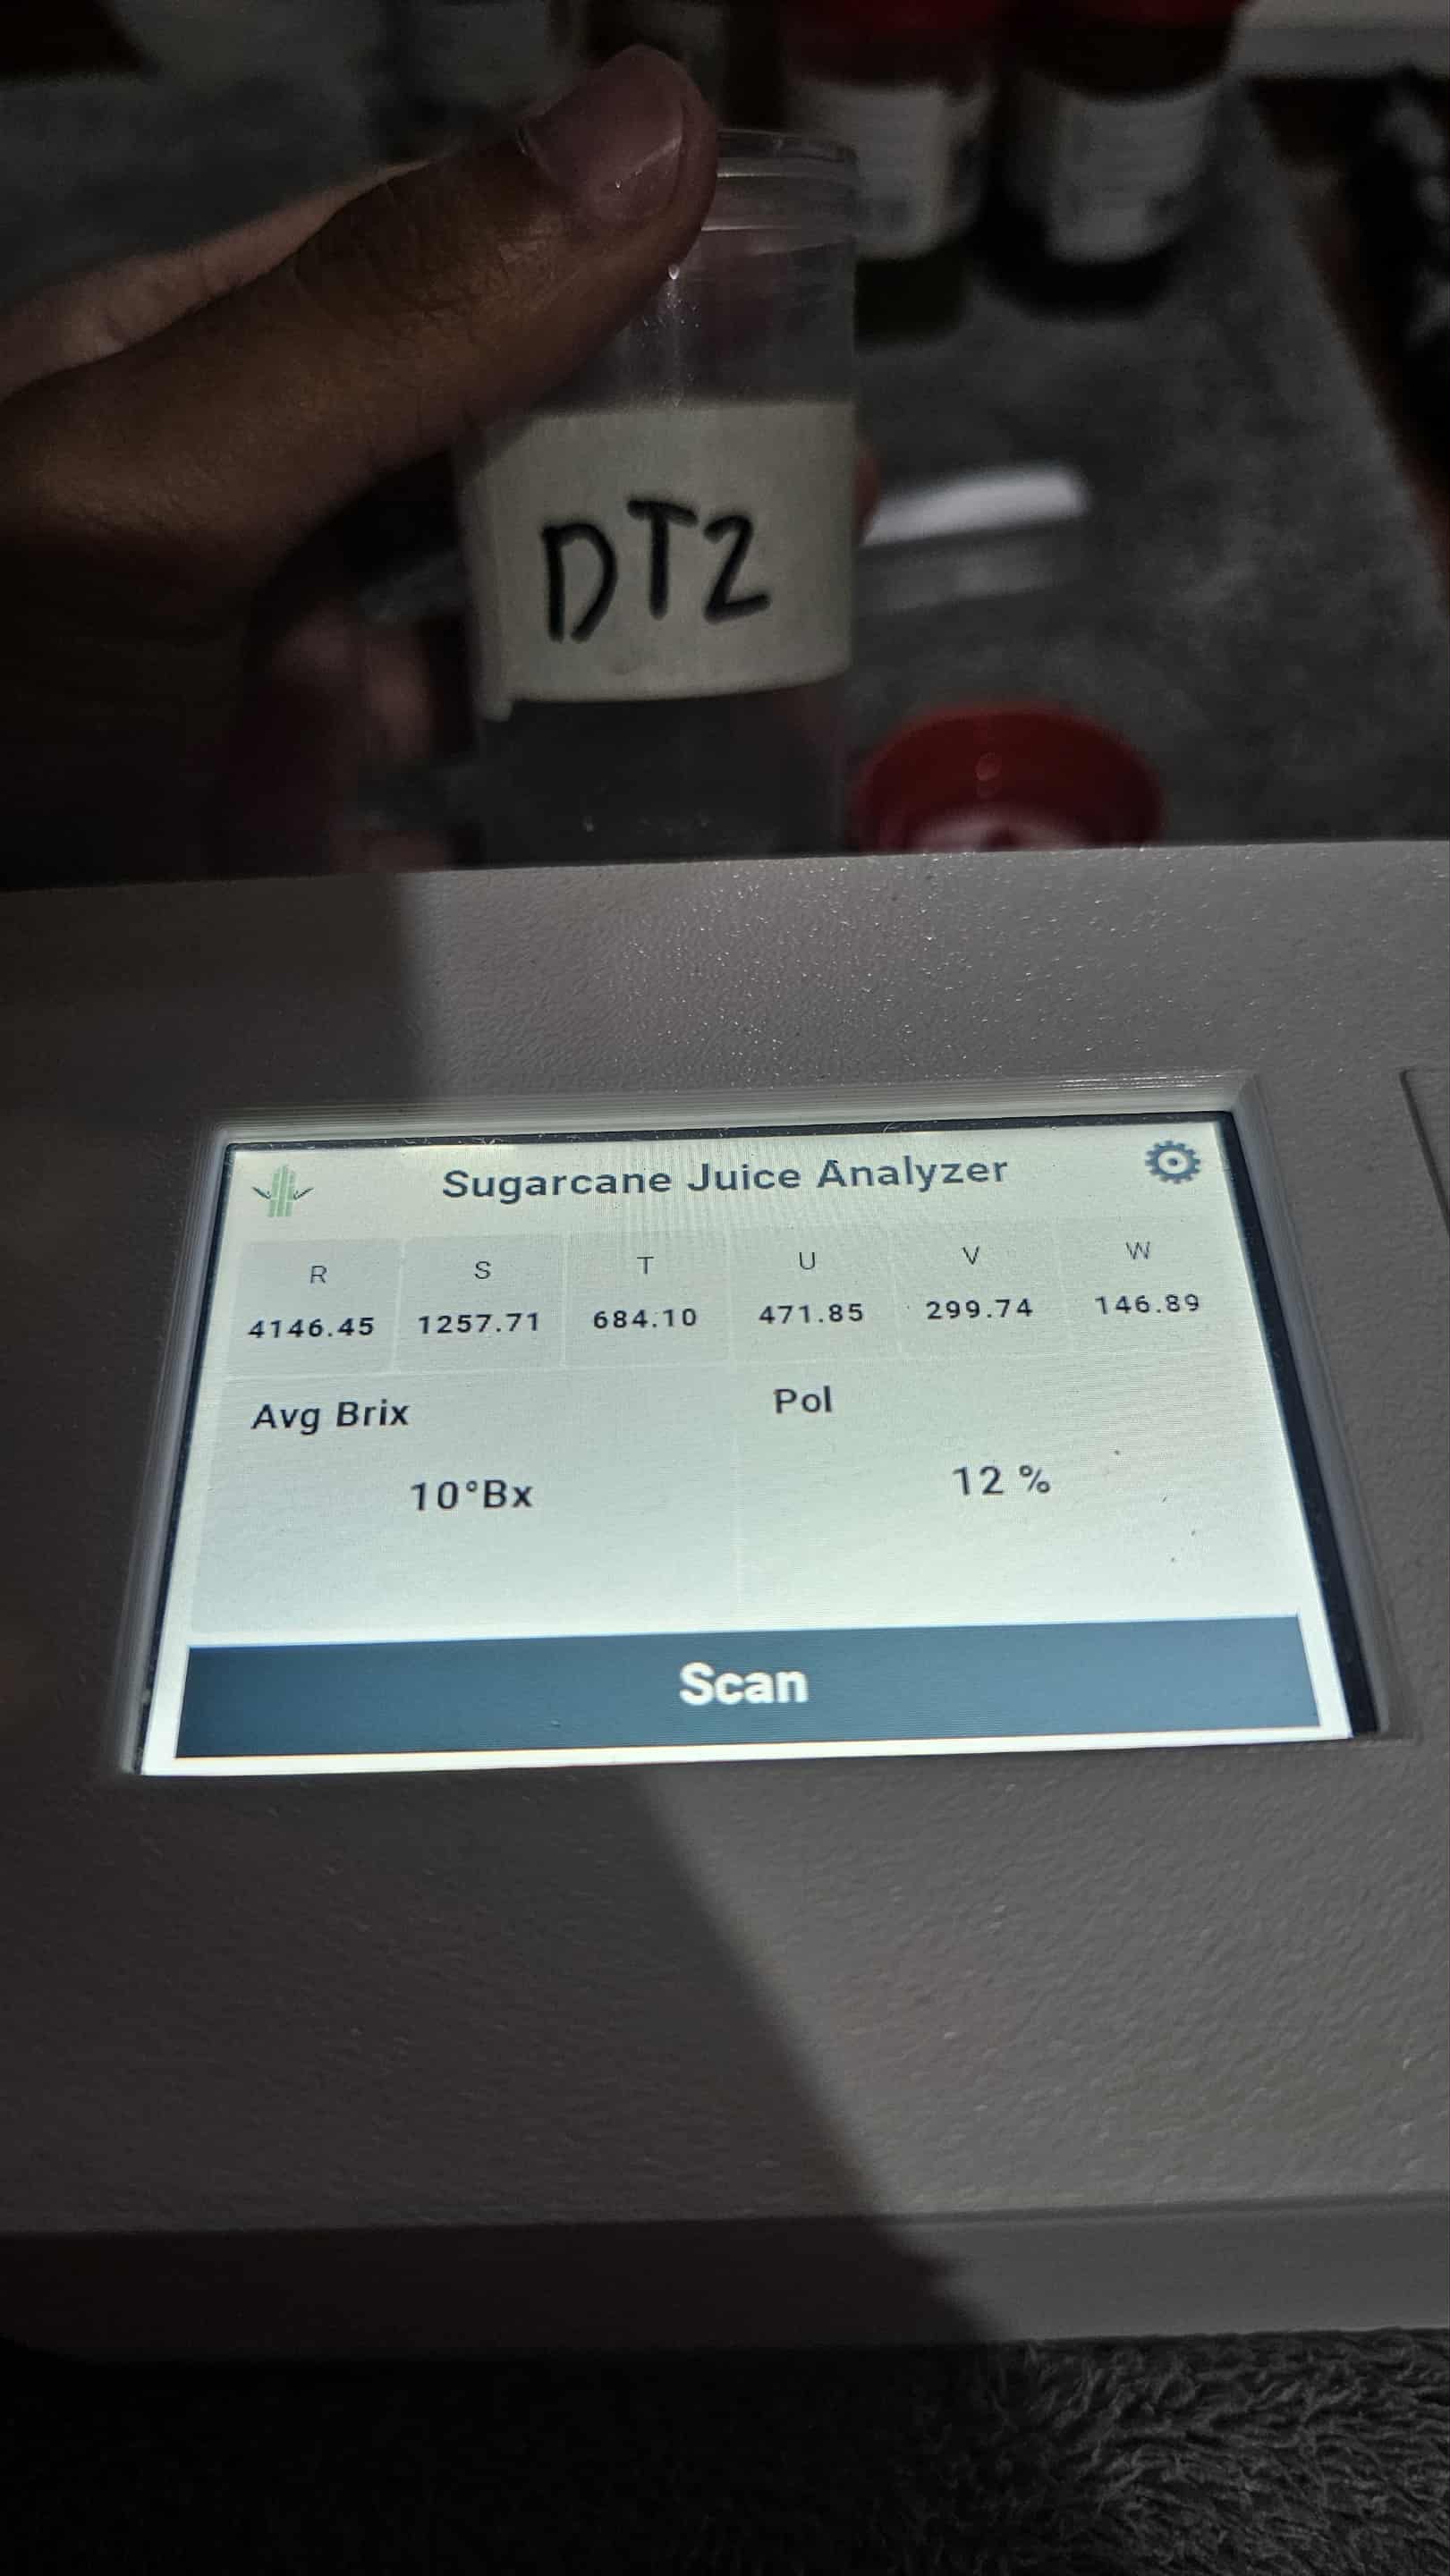 DT2
Sugarcane Juice Analyzer
R S T U V W
4146.45 1257.71 684.10 471.85 299.74 146.89
Avg Brix Pol
10°Bx 12 %
Scan